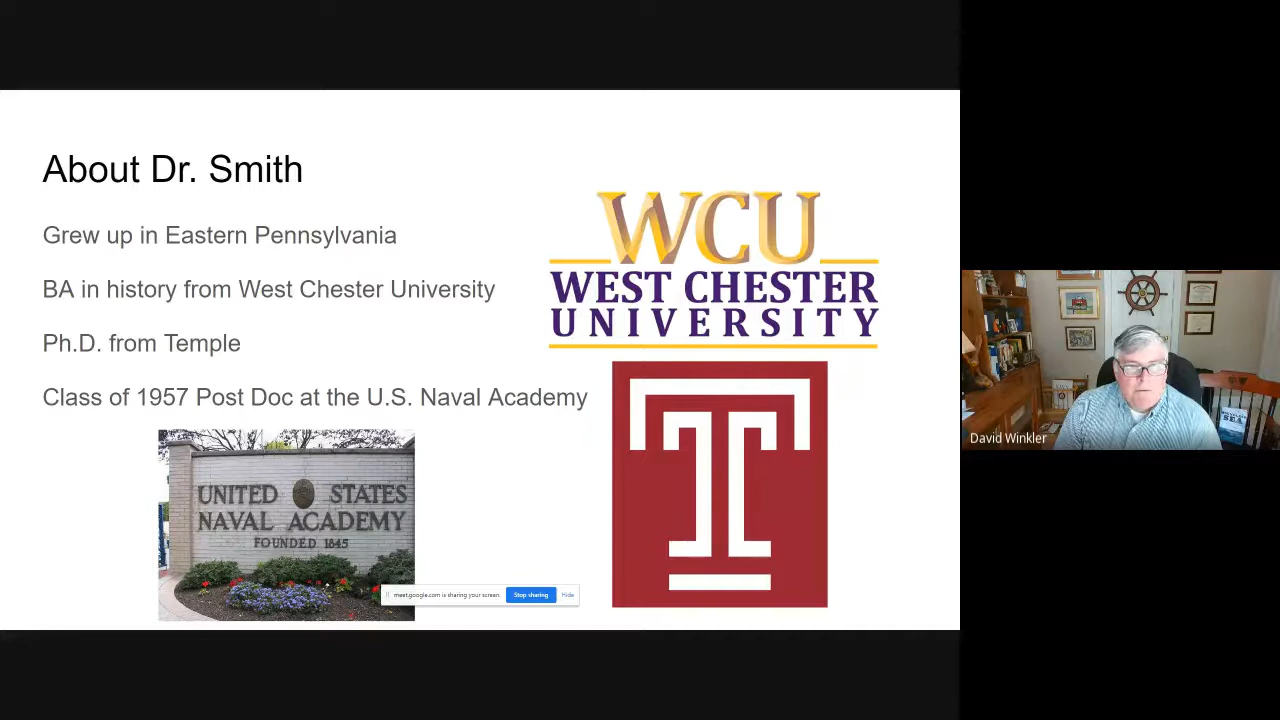 About Dr. Smith
Grew up in Eastern Pennsylvania
BA in history from West Chester University
Ph.D. from Temple
Class of 1957 Post Doc at the U.S. Naval Academy
WCU
WEST CHESTER
UNIVERSITY
T
UNITED STATES
NAVAL ACADEMY
FOUNDED 1845
meet.google.com is sharing your screen.
Stop sharing
Hide
David Winkler
SEA